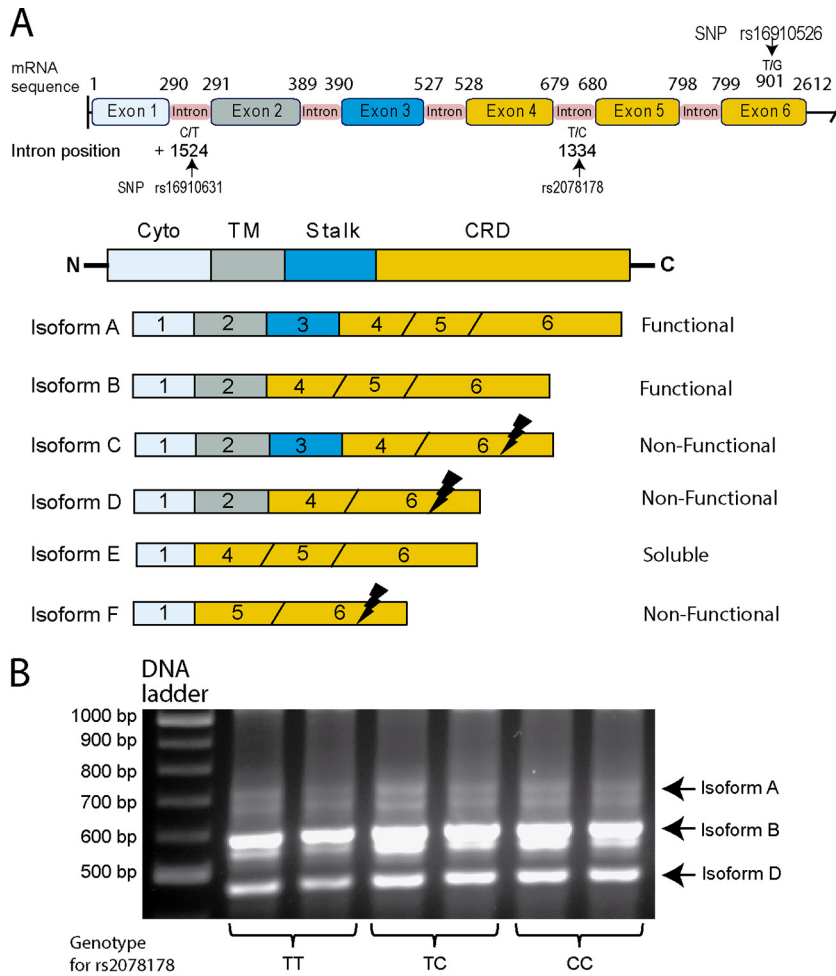 A
SNP rs16910526
mRNA
sequence
1 290 291 389 390 527 528 679 680 798 799 T/G 901 2612
Exon 1 Intron Exon 2 Intron Exon 3 Intron Exon 4 Intron Exon 5 Intron Exon 6
C/T T/C
Intron position + 1524 1334
SNP rs16910631 rs2078178
Cyto TM Stalk CRD
N C
Isoform A 1 2 3 4 5 6 Functional
Isoform B 1 2 4 5 6 Functional
Isoform C 1 2 3 4 6 Non-Functional
Isoform D 1 2 4 6 Non-Functional
Isoform E 1 4 5 6 Soluble
Isoform F 1 5 6 Non-Functional
B
DNA
ladder
1000 bp
900 bp
800 bp
Isoform A
700 bp
600 bp Isoform B
500 bp Isoform D
Genotype
for rs2078178 TT TC CC